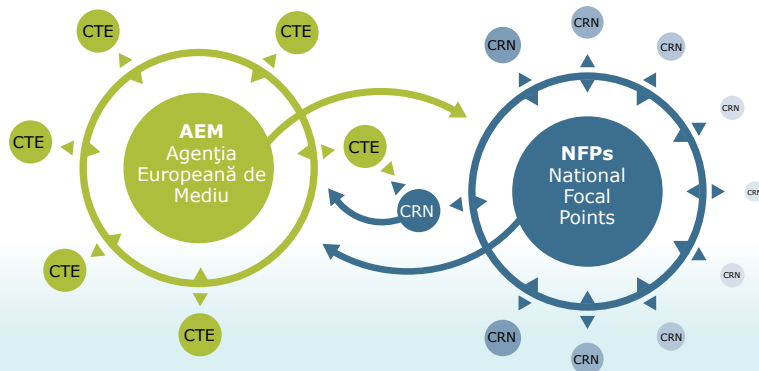 CTE
CTE
CTE
CTE
CTE
CTE
CTE
AEM
Agenţia
Europeană de
Mediu
NFPs
National
Focal
Points
CRN
CRN
CRN
CRN
CRN
CRN
CRN
CRN
CRN
CRN